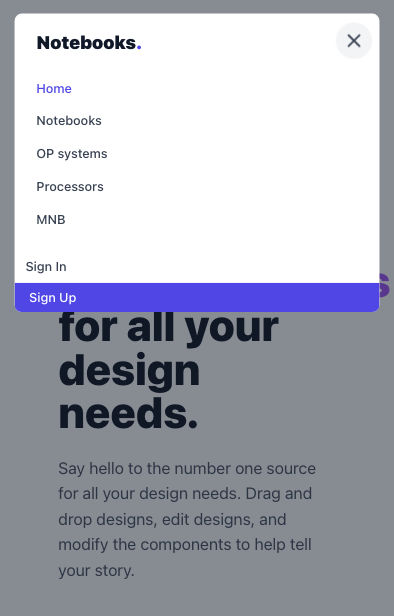 Notebooks.
Home
Notebooks
OP systems
Processors
MNB
Sign In
Sign Up
for all your
design
needs.
Say hello to the number one source
for all your design needs. Drag and
drop designs, edit designs, and
modify the components to help tell
your story.